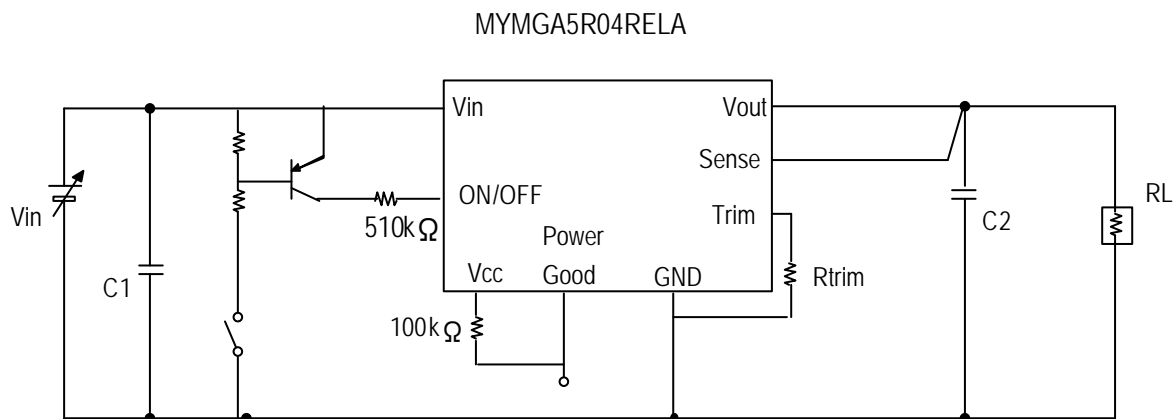 MYMGA5R04RELA
Vin
Vout
Sense
ON/OFF
Trim
Power
Good
Vcc
GND
510kΩ
100kΩ
Vin
C1
Rtrim
C2
RL